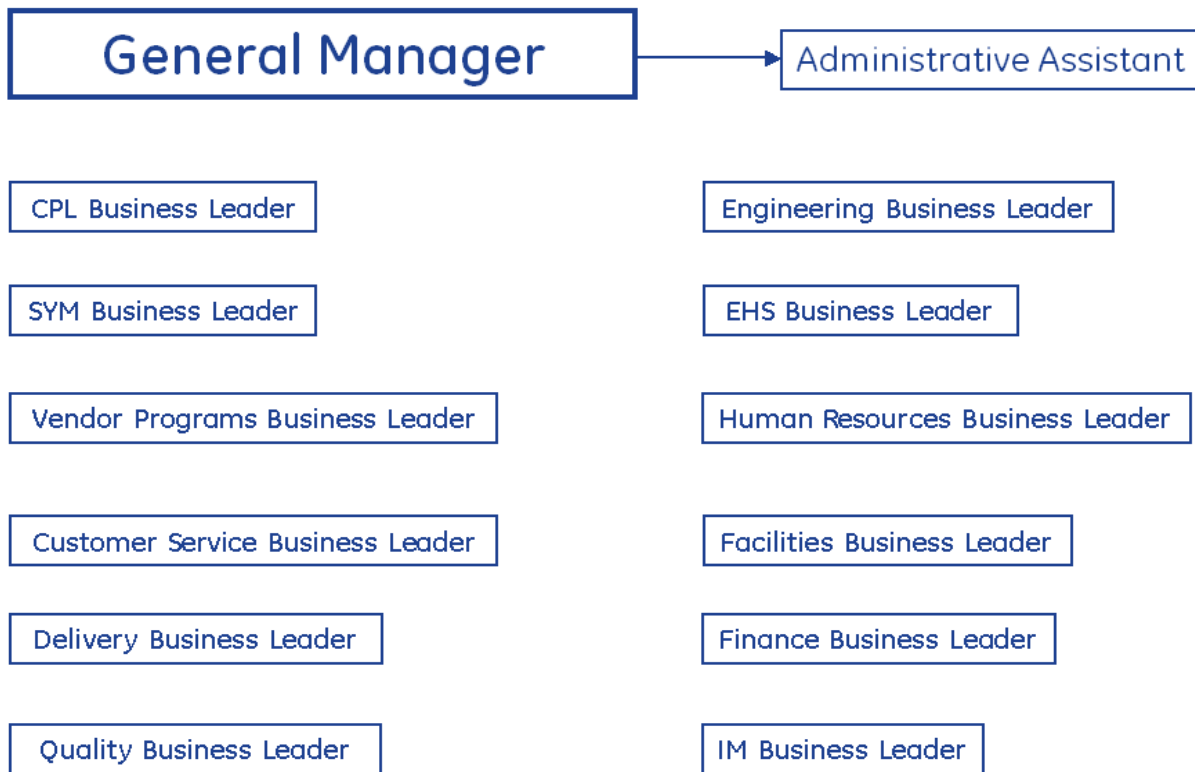 General Manager
Administrative Assistant
CPL Business Leader
Engineering Business Leader
SYM Business Leader
EHS Business Leader
Vendor Programs Business Leader
Human Resources Business Leader
Customer Service Business Leader
Facilities Business Leader
Delivery Business Leader
Finance Business Leader
Quality Business Leader
IM Business Leader